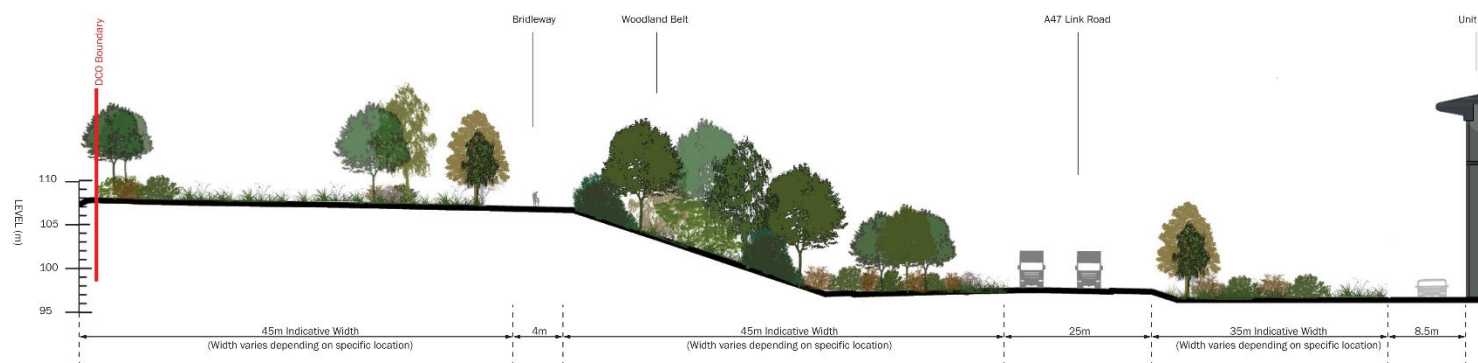 DCO Boundary
Bridleway
Woodland Belt
A47 Link Road
Unit
LEVEL (m)
110
105
100
95
45m Indicative Width
(Width varies depending on specific location)
4m
45m Indicative Width
(Width varies depending on specific location)
25m
35m Indicative Width
(Width varies depending on specific location)
8.5m